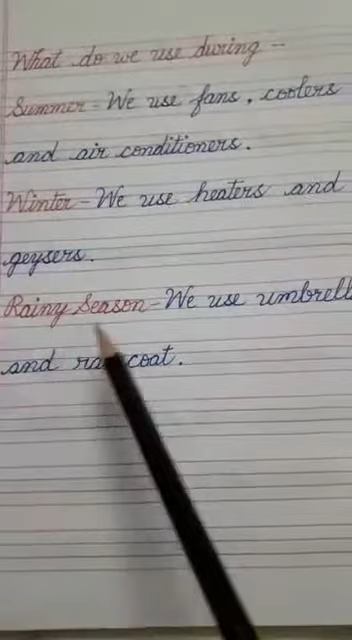 What do we use during -
Summer - We use fans, coolers
and air conditioners.
Winter - We use heaters and
geysers.
Rainy Season - We use umbrell
and coat.